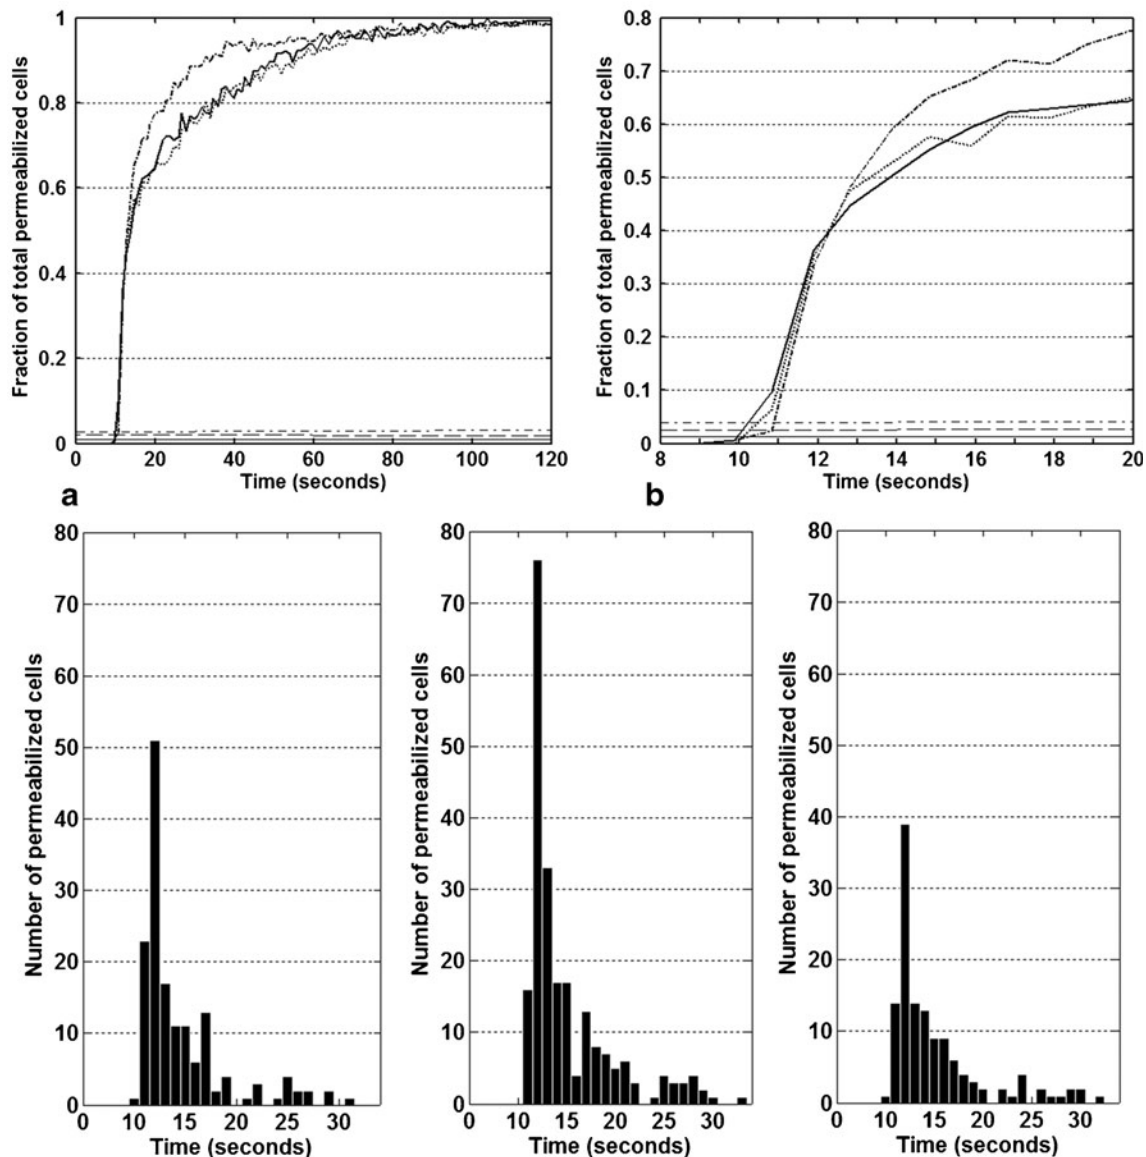 Fraction of total permeabilized cells
1
0.8
0.6
0.4
0.2
0
0 20 40 60 80 100 120
Time (seconds)
a
Fraction of total permeabilized cells
0.8
0.7
0.6
0.5
0.4
0.3
0.2
0.1
0
8 10 12 14 16 18 20
Time (seconds)
b
Number of permeabilized cells
80
70
60
50
40
30
20
10
0
0 5 10 15 20 25 30
Time (seconds)
Number of permeabilized cells
80
70
60
50
40
30
20
10
0
0 5 10 15 20 25 30
Time (seconds)
Number of permeabilized cells
80
70
60
50
40
30
20
10
0
0 5 10 15 20 25 30
Time (seconds)